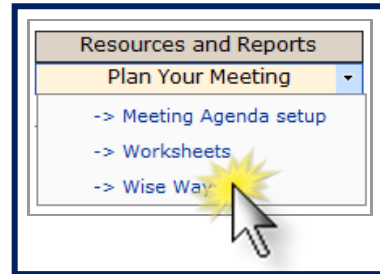 Resources and Reports
Plan Your Meeting
-> Meeting Agenda setup
-> Worksheets
-> Wise Way